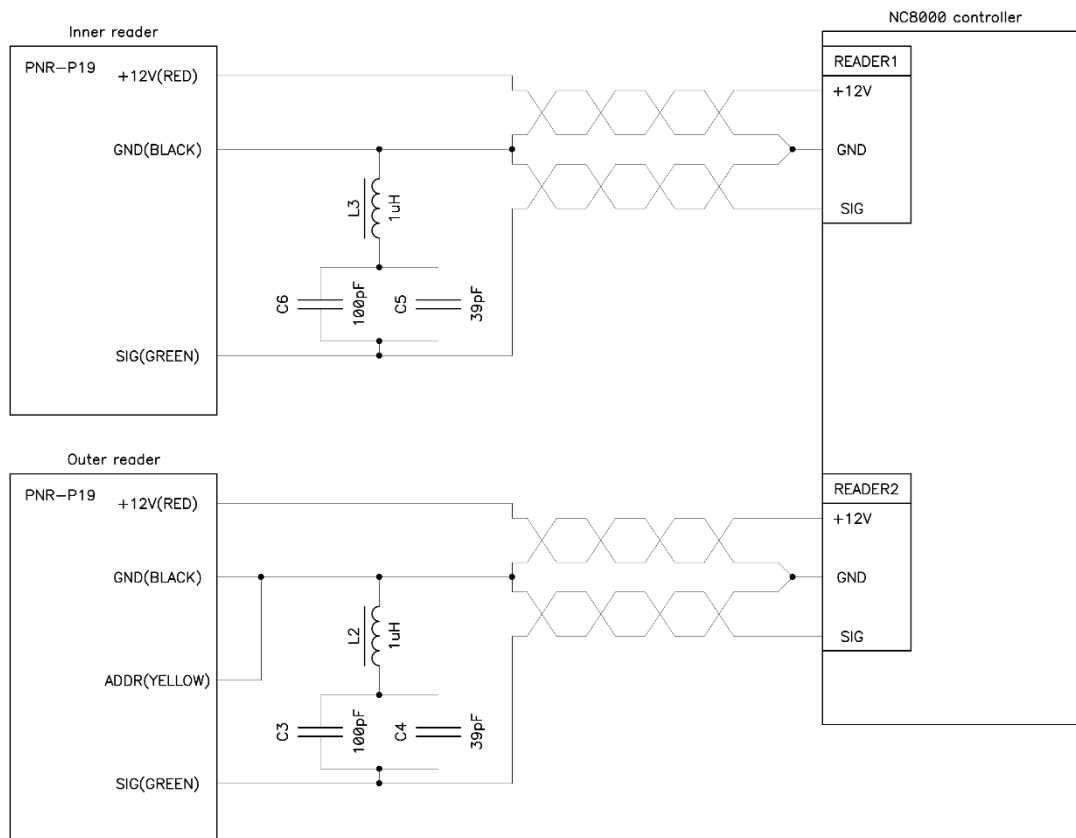 NC8000 controller
Inner reader
PNR-P19
+12V(RED)
GND(BLACK)
SIG(GREEN)
L3
1uH
C6
100pF
C5
39pF
READER1
+12V
GND
SIG
Outer reader
PNR-P19
+12V(RED)
GND(BLACK)
ADDR(YELLOW)
SIG(GREEN)
L2
1uH
C3
100pF
C4
39pF
READER2
+12V
GND
SIG